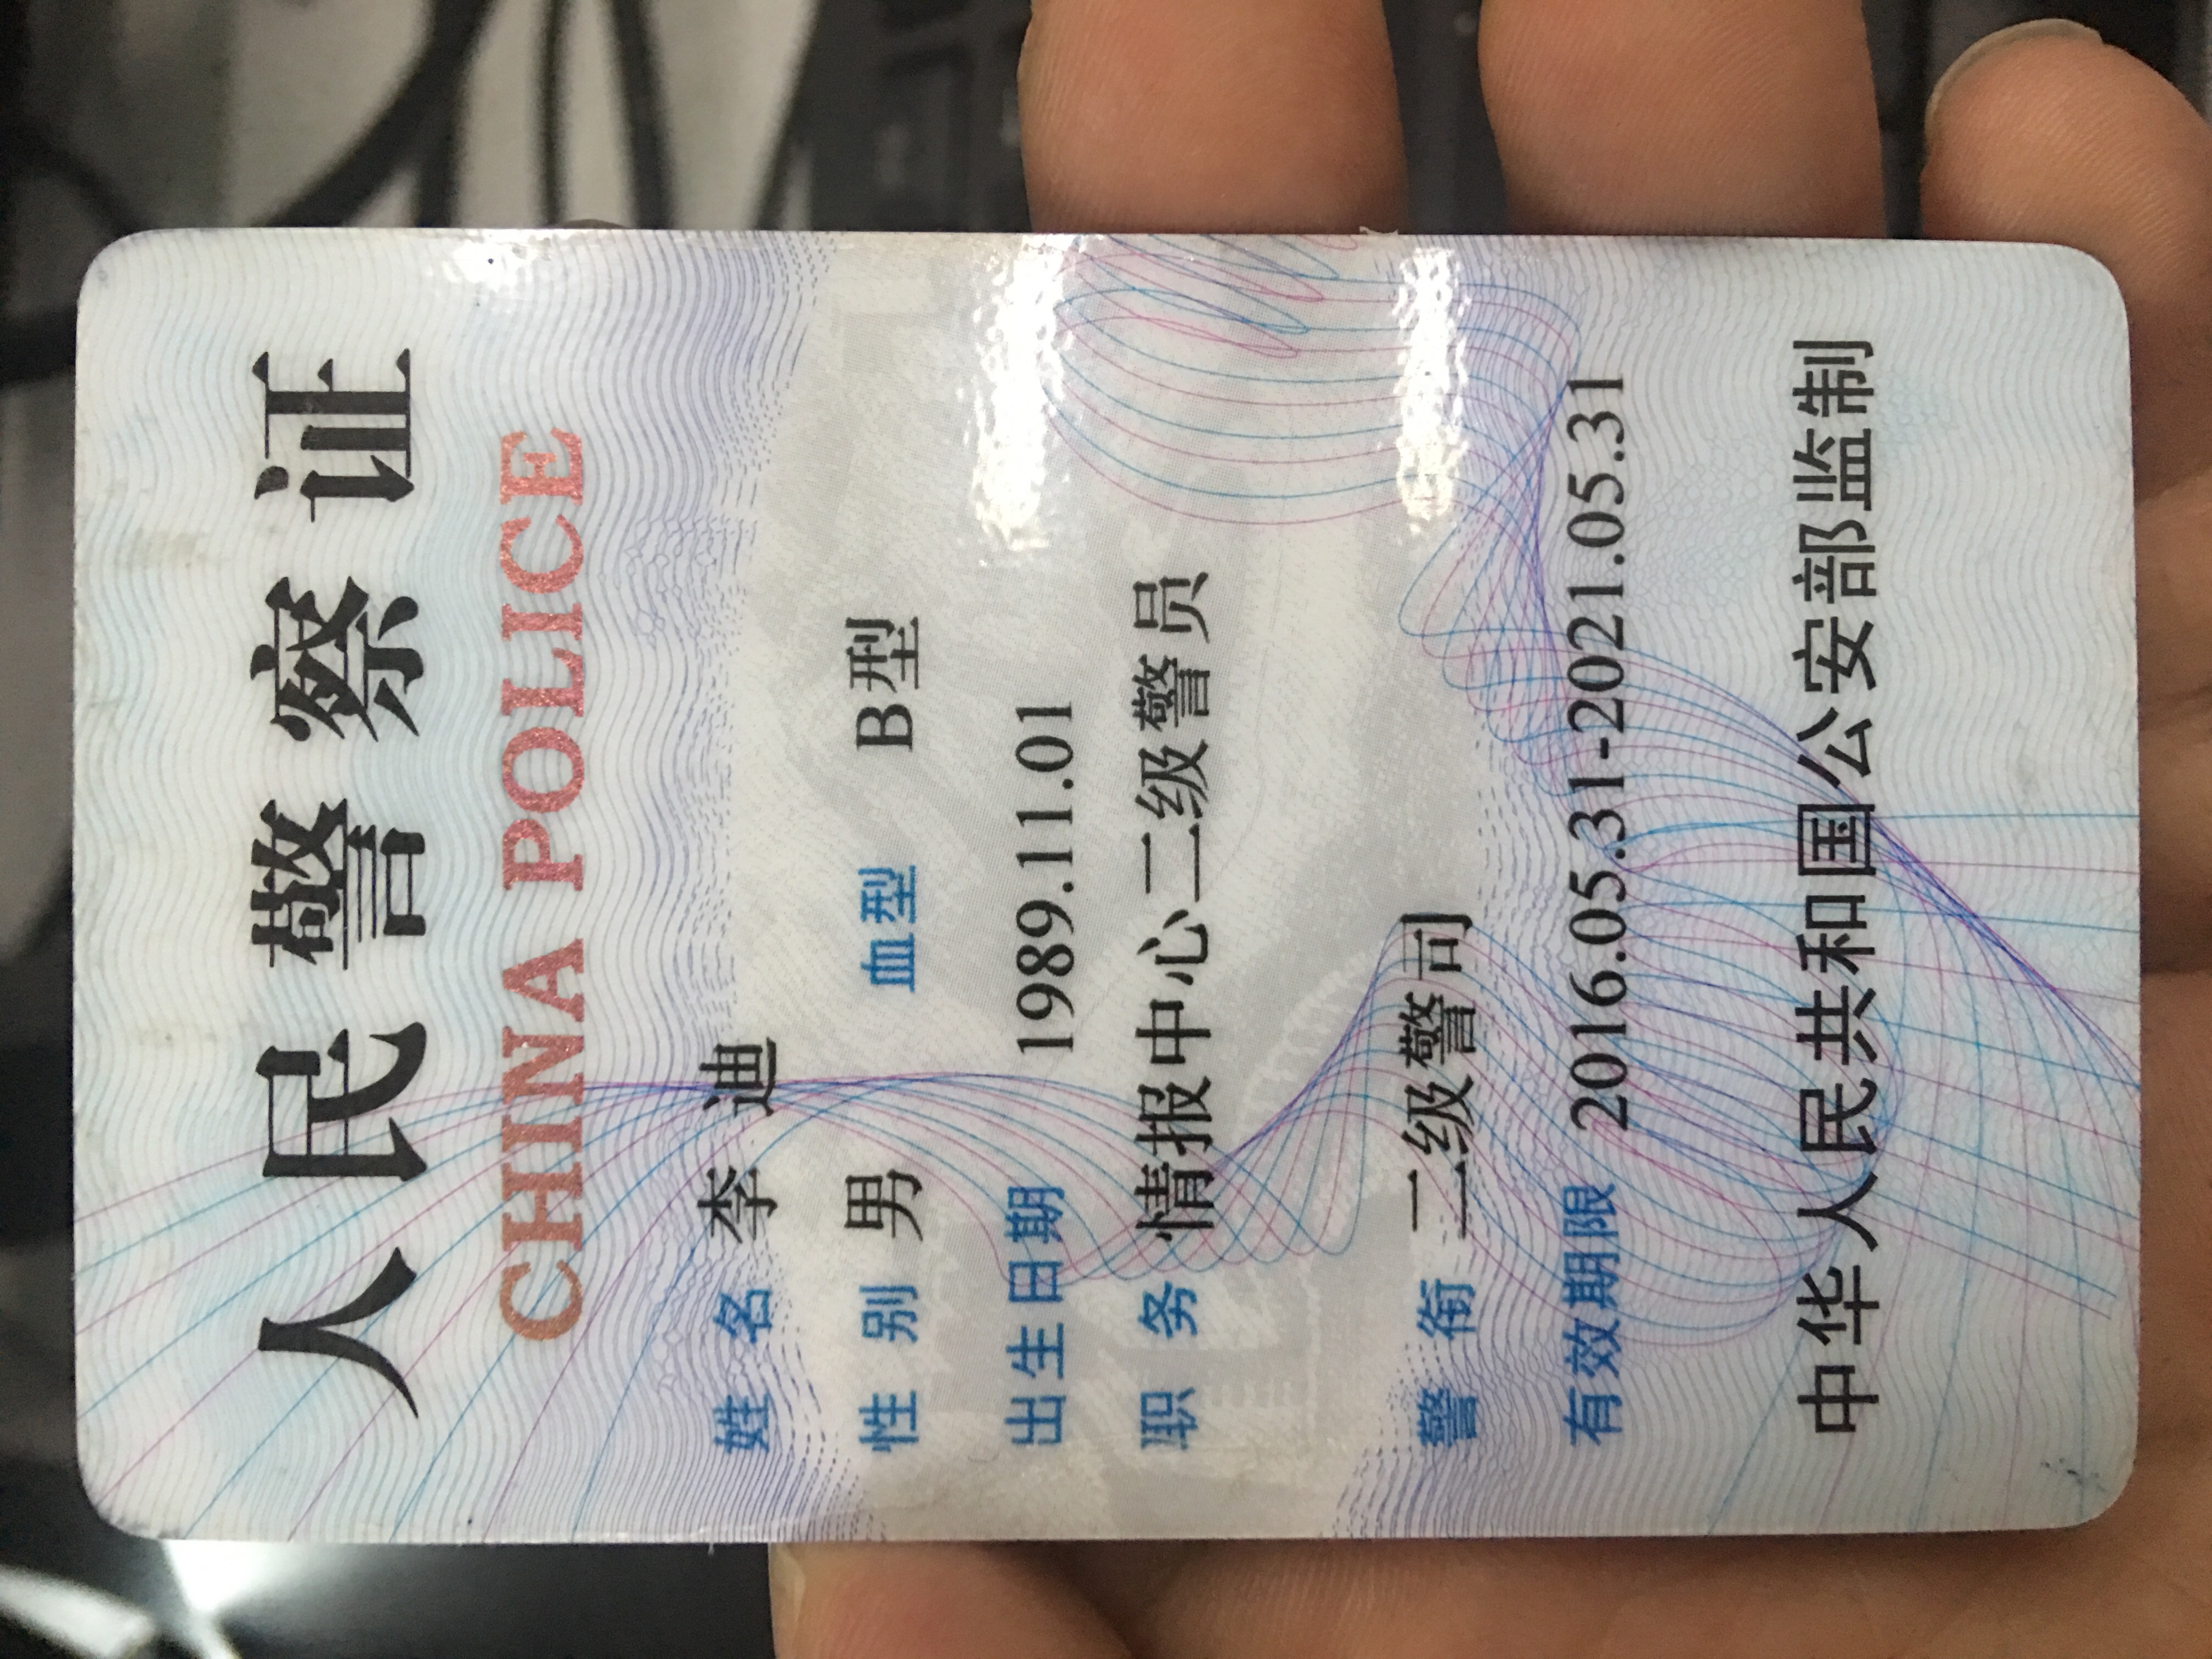 人民警察证
CHINA POLICE
姓 名 李 迪
性 别 男 血型 B型
出生日期 1989.11.01
职 务 情报中心二级警员
警 衔 二级警司
有效期限 2016.05.31-2021.05.31
中华人民共和国公安部监制